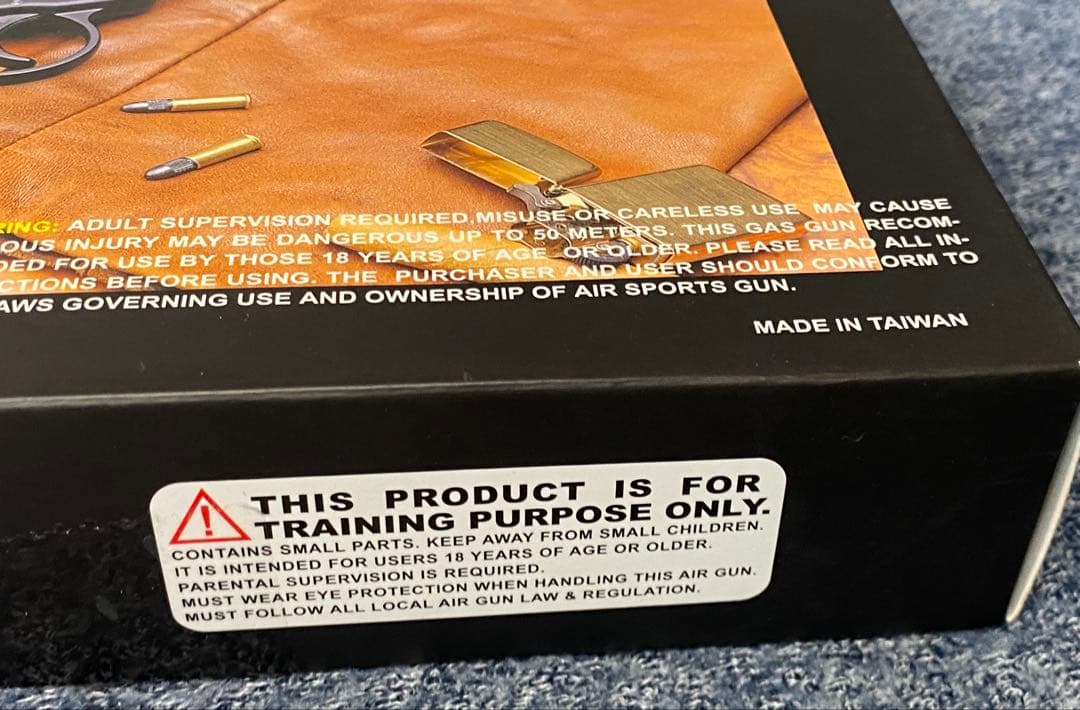 RING: ADULT SUPERVISION REQUIRED,MISUSE OR CARELESS USE MAY CAUSE
OUS INJURY MAY BE DANGEROUS UP TO 50 METERS. THIS GAS GUN RECOM-
DED FOR USE BY THOSE 18 YEARS OF AGE OR OLDER. PLEASE READ ALL IN-
CTIONS BEFORE USING. THE PURCHASER AND USER SHOULD CONFORM TO
AWS GOVERNING USE AND OWNERSHIP OF AIR SPORTS GUN.
MADE IN TAIWAN
THIS PRODUCT IS FOR
TRAINING PURPOSE ONLY.
CONTAINS SMALL PARTS. KEEP AWAY FROM SMALL CHILDREN.
IT IS INTENDED FOR USERS 18 YEARS OF AGE OR OLDER.
PARENTAL SUPERVISION IS REQUIRED.
MUST WEAR EYE PROTECTION WHEN HANDLING THIS AIR GUN.
MUST FOLLOW ALL LOCAL AIR GUN LAW & REGULATION.